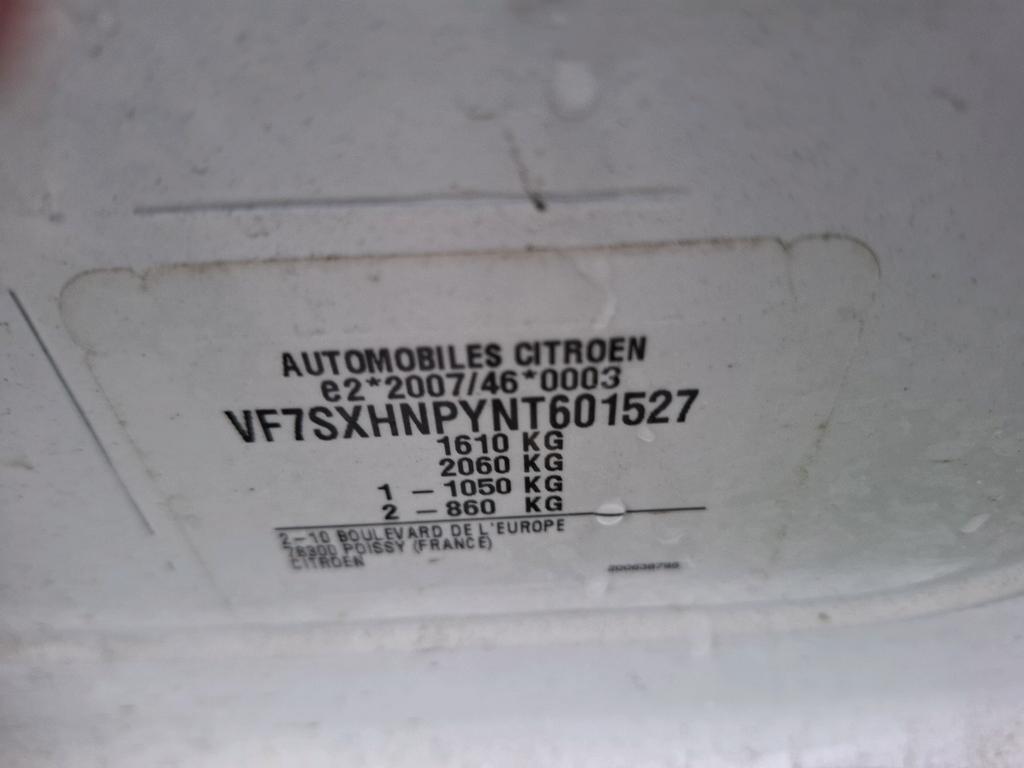 AUTOMOBILES CITROEN
e2*2007/46*0003
VF7SXHNPYNT601527
1610 KG
2060 KG
1 – 1050 KG
2 – 860 KG
2–10 BOULEVARD DE L'EUROPE
78300 POISSY (FRANCE)
CITROEN